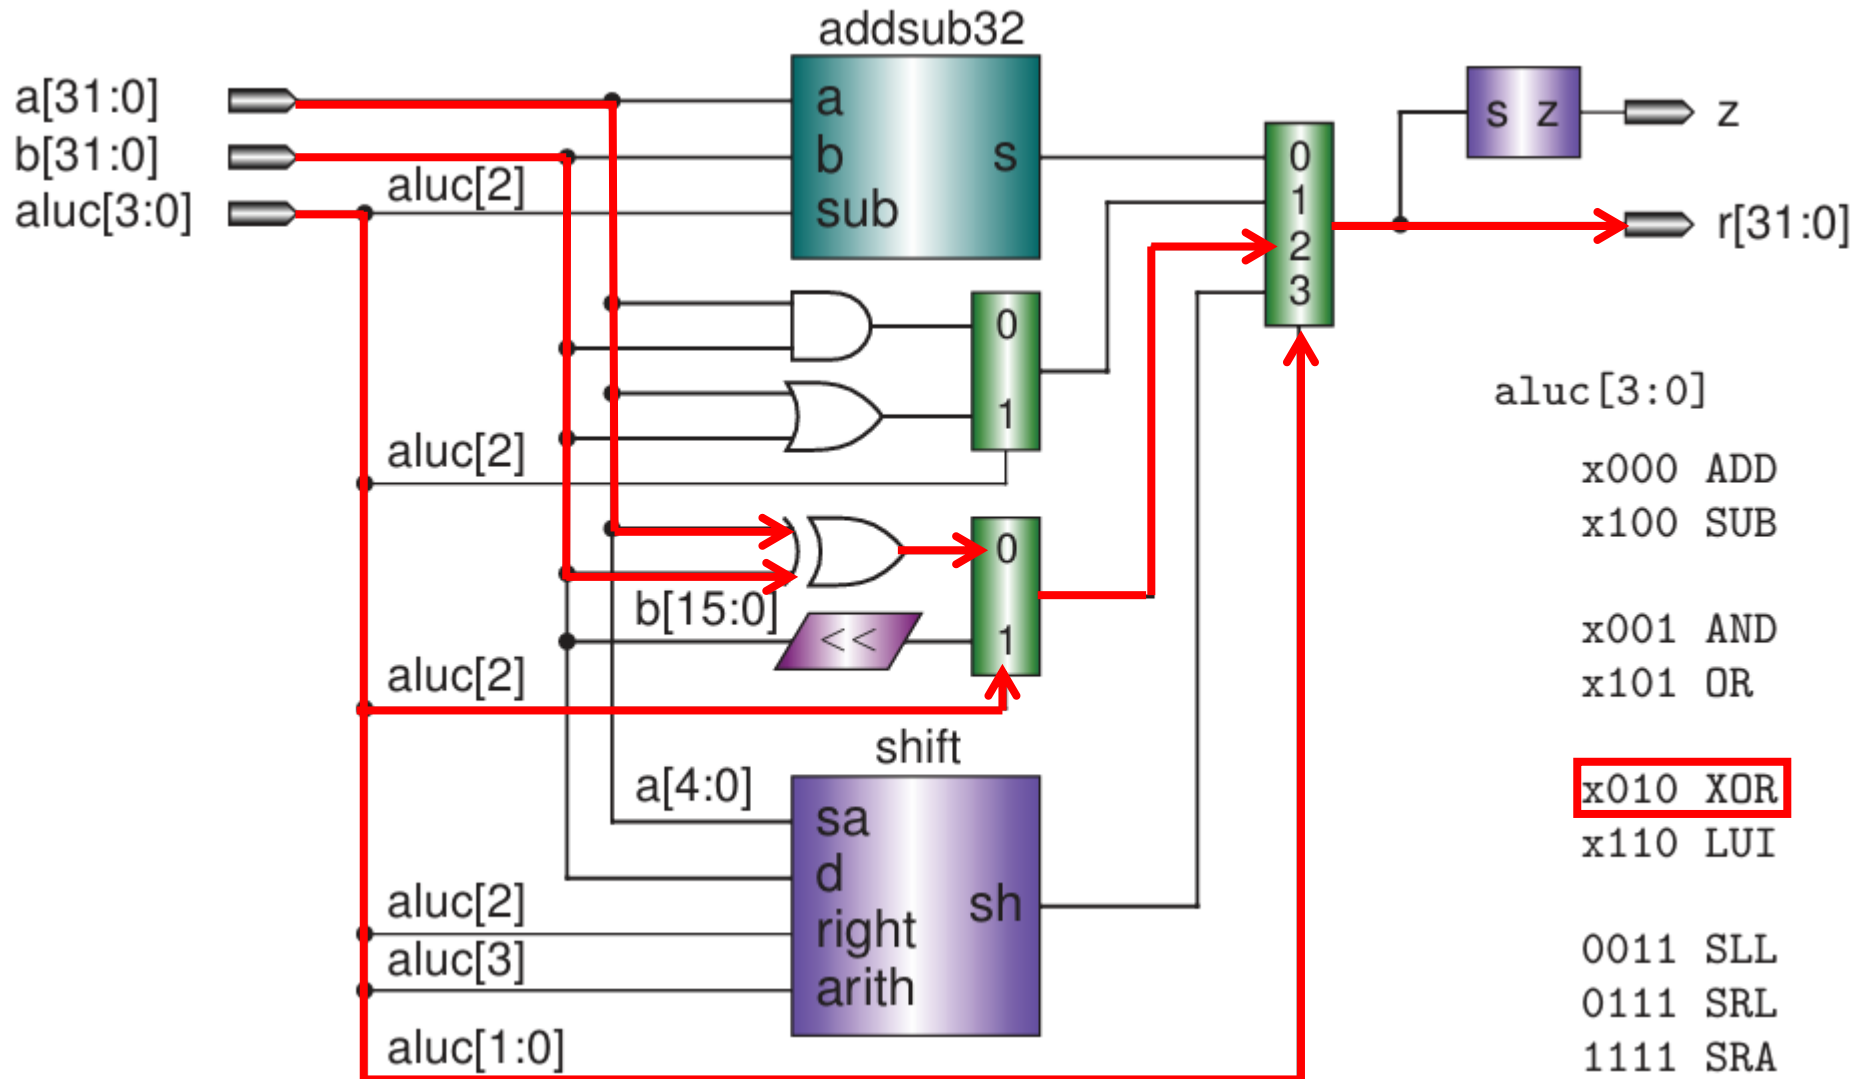 addsub32
a[31:0]
b[31:0]
aluc[3:0]
aluc[2]
a
b
sub
s
0
1
2
3
s z
z
r[31:0]
0
1
aluc[2]
0
1
b[15:0]
<<
aluc[2]
shift
a[4:0]
sa
d
right
arith
sh
aluc[2]
aluc[3]
aluc[1:0]
aluc[3:0]
x000 ADD
x100 SUB
x001 AND
x101 OR
x010 XOR
x110 LUI
0011 SLL
0111 SRL
1111 SRA